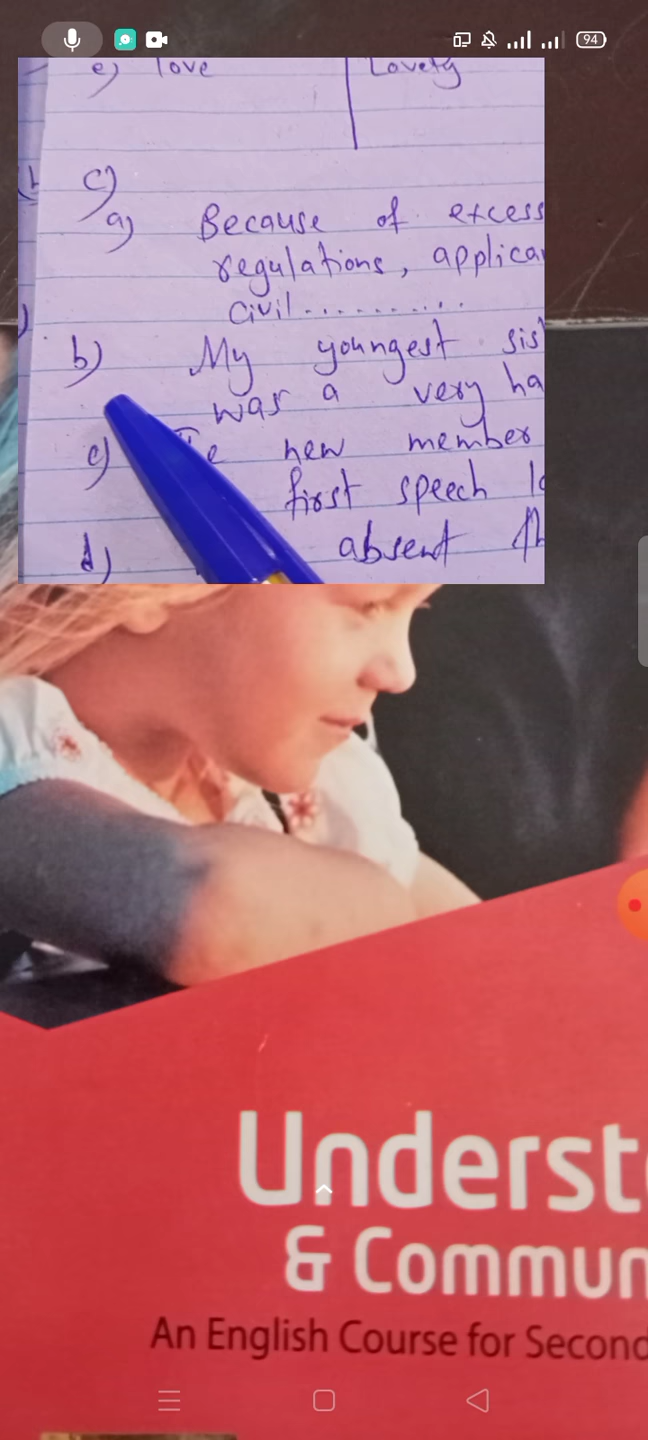 94
e) love Lovely
c)
a) Because of excess
regulations, applica
civil ...........
b) My youngest sis
was a very ha
c) new member
first speech
d) absent
Underst
& Commun
An English Course for Second